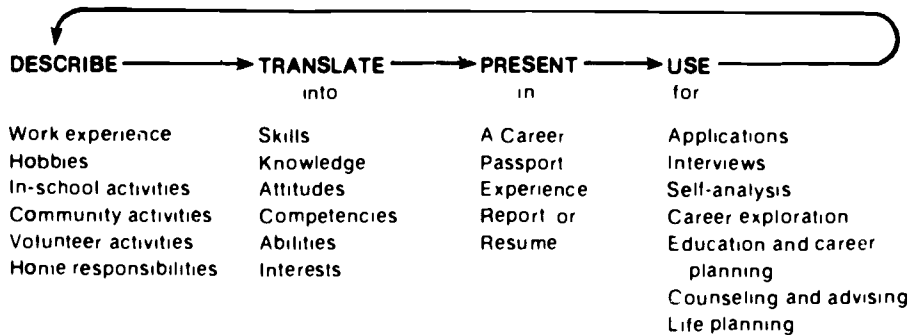 DESCRIBE TRANSLATE PRESENT USE
into in for
Work experience
Hobbies
In-school activities
Community activities
Volunteer activities
Home responsibilities
Skills
Knowledge
Attitudes
Competencies
Abilities
Interests
A Career
Passport
Experience
Report or
Resume
Applications
Interviews
Self-analysis
Career exploration
Education and career
planning
Counseling and advising
Life planning